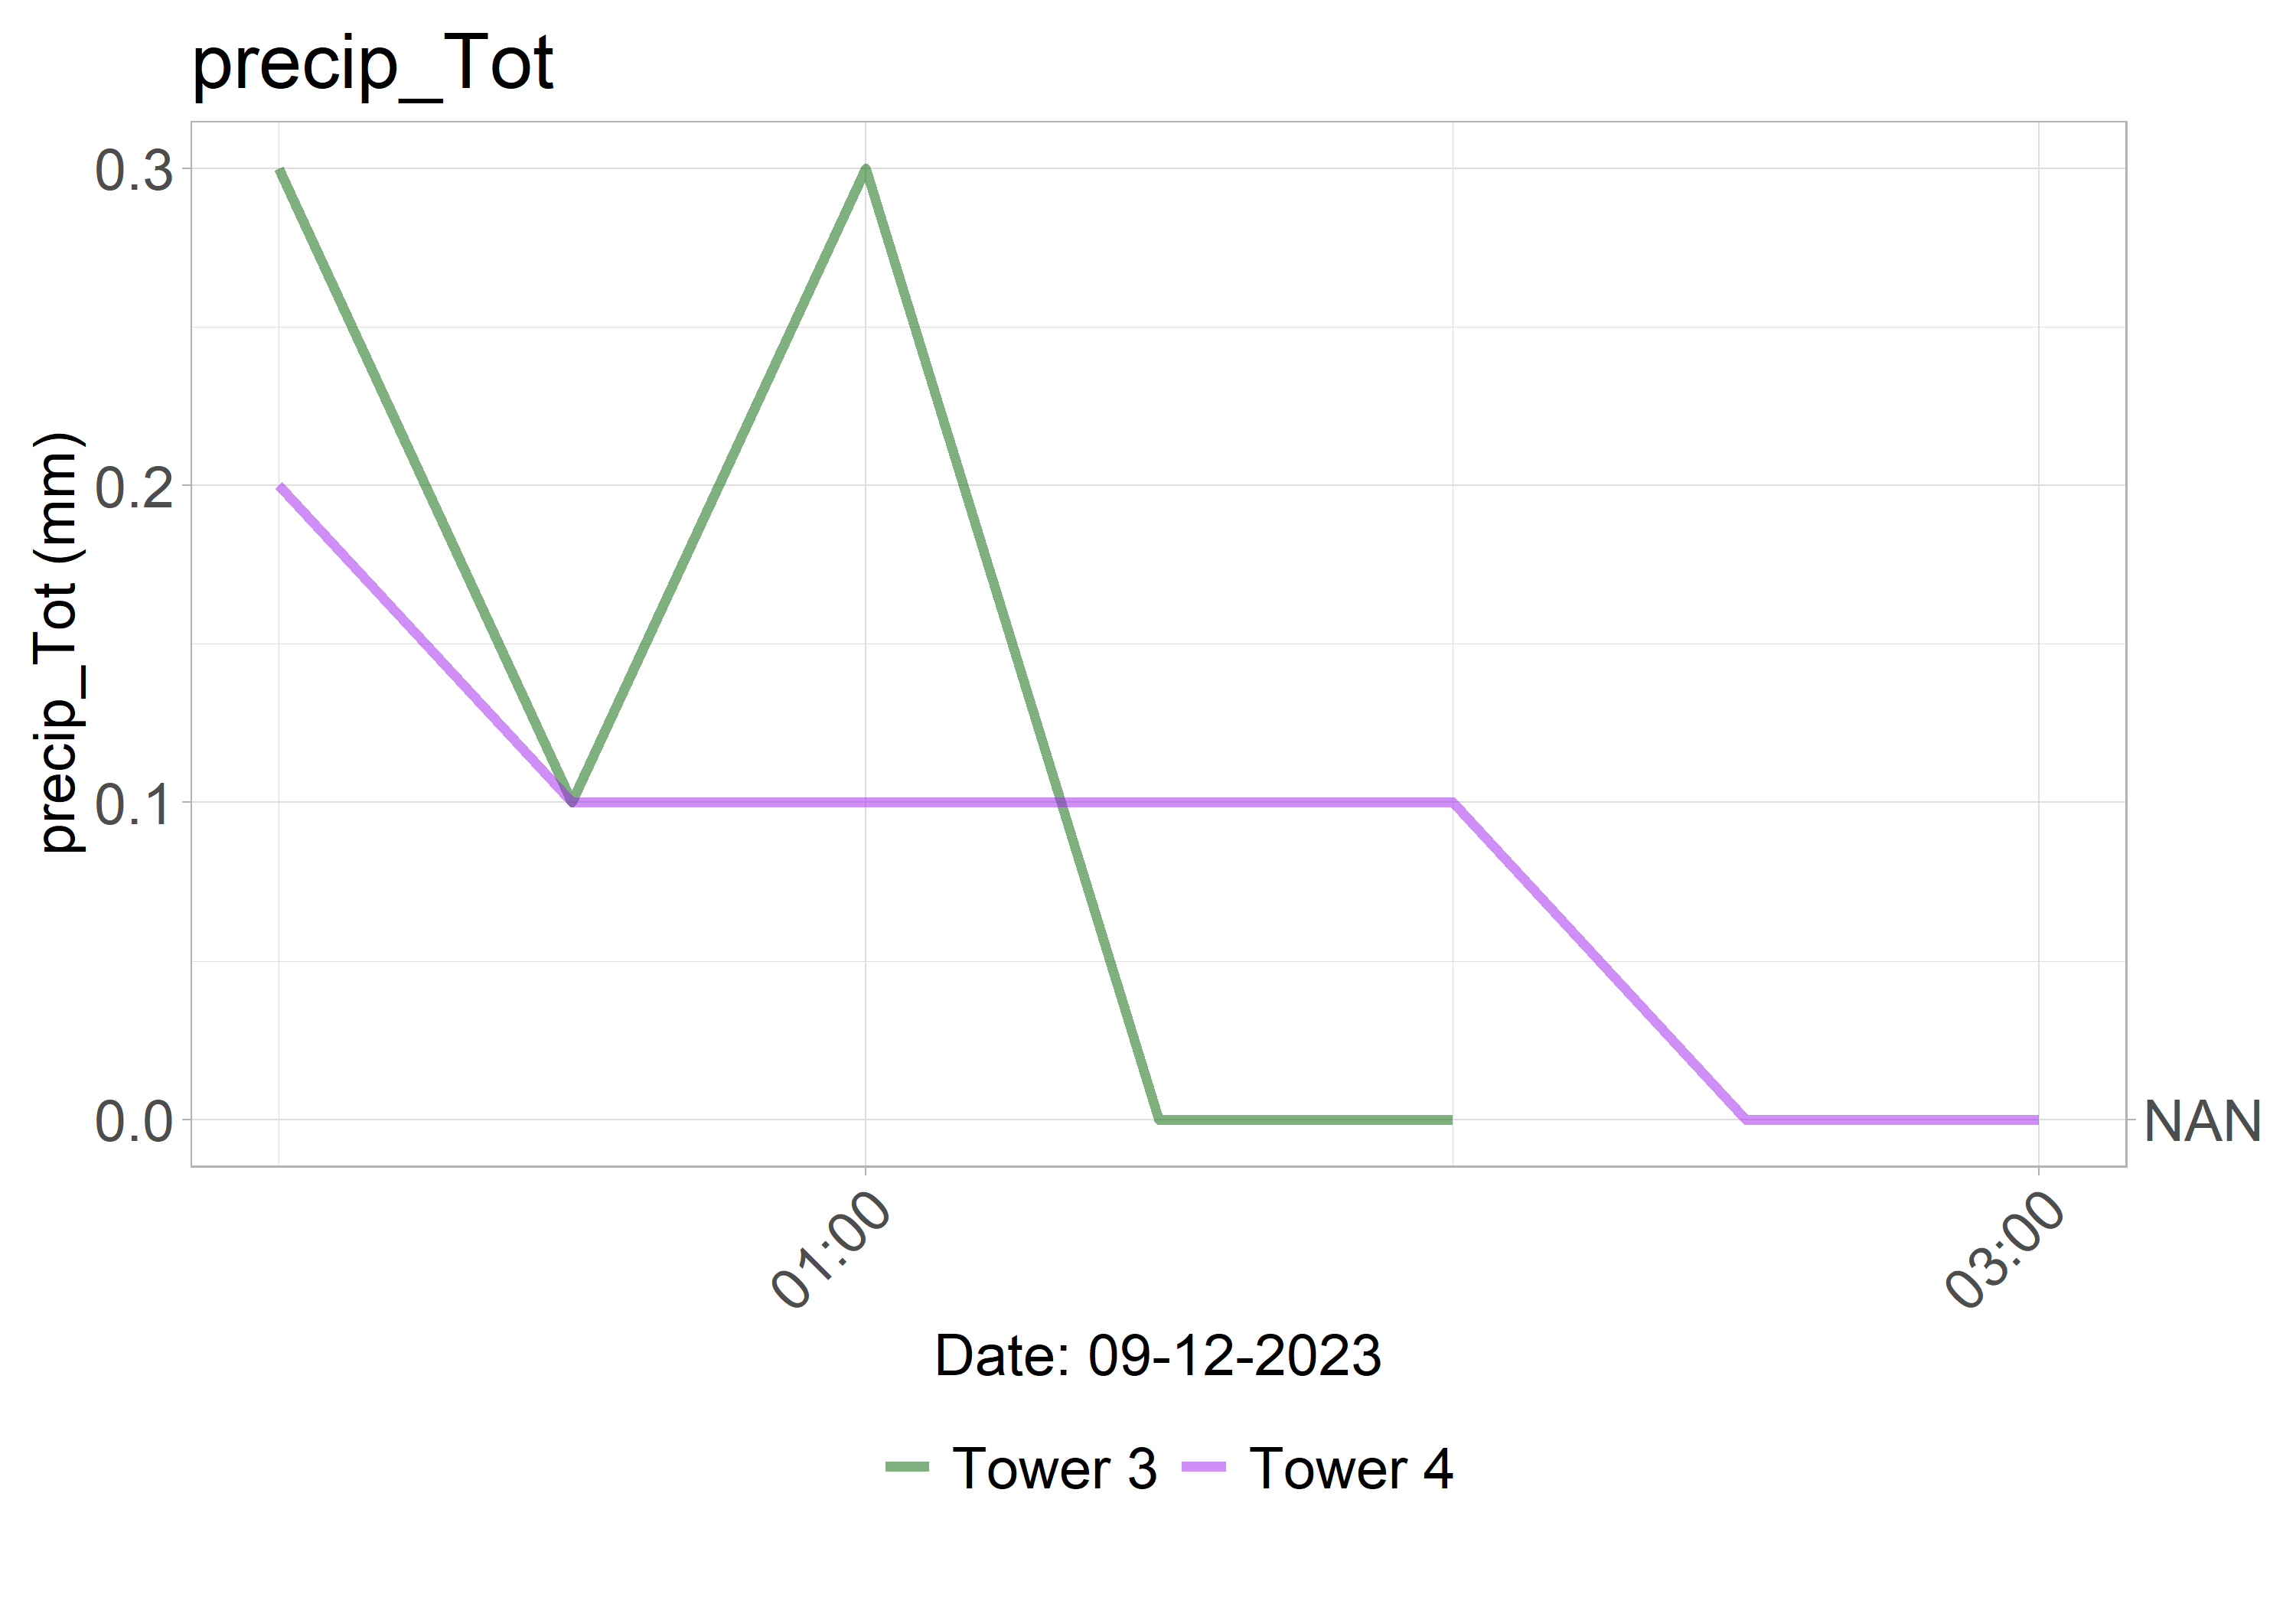 precip_Tot
precip_Tot (mm)
0.3
0.2
0.1
0.0
NAN
01:00
03:00
Date: 09-12-2023
Tower 3
Tower 4